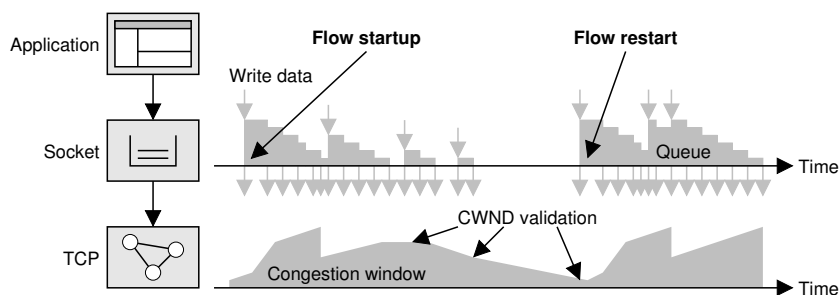 Application
Flow startup
Flow restart
Write data
Socket
Queue
Time
CWND validation
TCP
Congestion window
Time